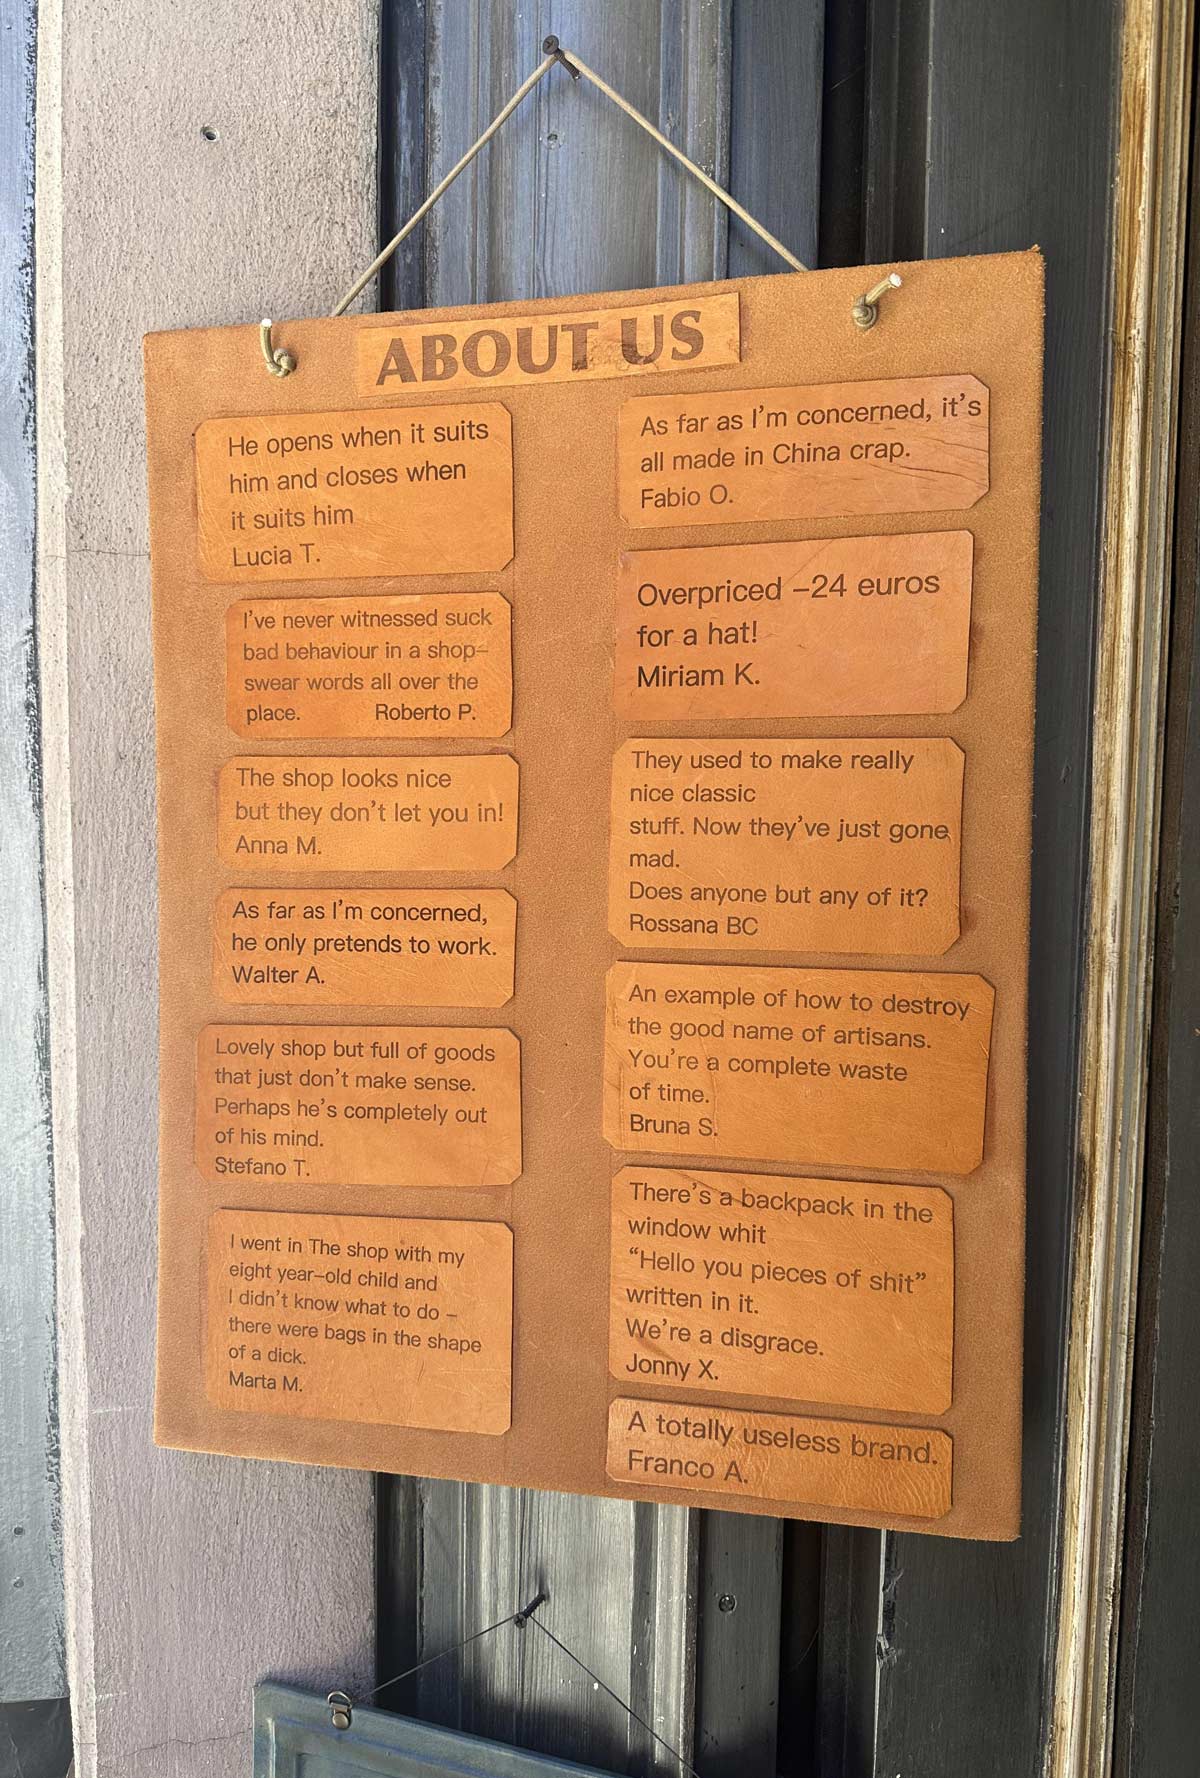 ABOUT US
He opens when it suits
him and closes when
it suits him
Lucia T.
I've never witnessed suck
bad behaviour in a shop–
swear words all over the
place. Roberto P.
The shop looks nice
but they don't let you in!
Anna M.
As far as I'm concerned,
he only pretends to work.
Walter A.
Lovely shop but full of goods
that just don't make sense.
Perhaps he's completely out
of his mind.
Stefano T.
I went in The shop with my
eight year–old child and
I didn't know what to do –
there were bags in the shape
of a dick.
Marta M.
As far as I'm concerned, it's
all made in China crap.
Fabio O.
Overpriced –24 euros
for a hat!
Miriam K.
They used to make really
nice classic
stuff. Now they've just gone
mad.
Does anyone but any of it?
Rossana BC
An example of how to destroy
the good name of artisans.
You're a complete waste
of time.
Bruna S.
There's a backpack in the
window whit
“Hello you pieces of shit”
written in it.
We're a disgrace.
Jonny X.
A totally useless brand.
Franco A.